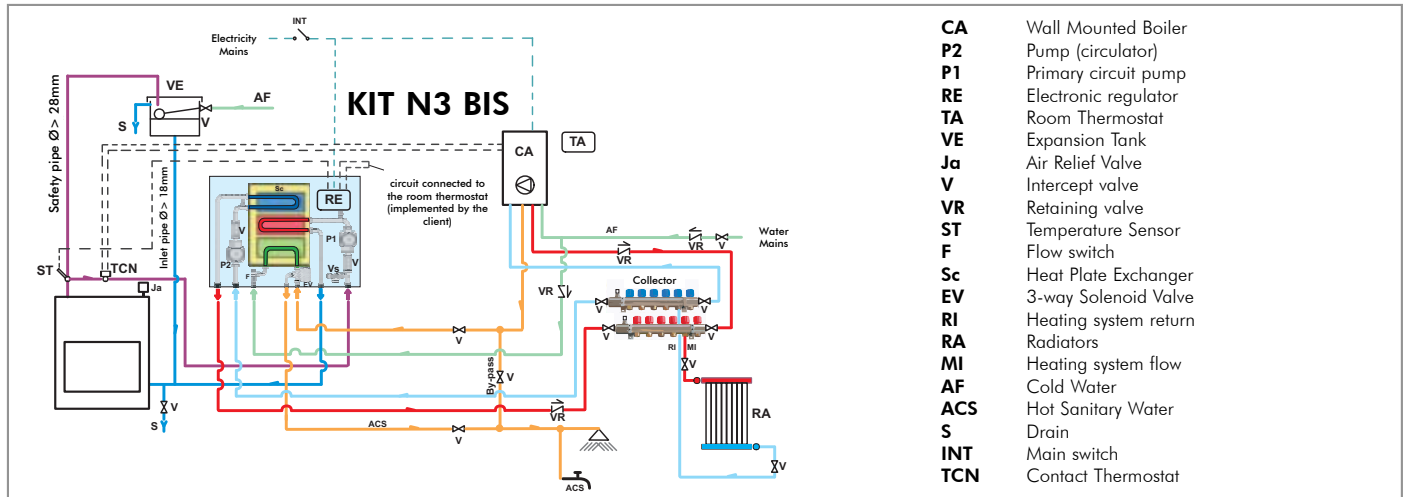 INT
Electricity
Mains
VE
AF
V
S
KIT N3 BIS
Safety pipe Ø> 28mm
Inlet pipe Ø> 18mm
CA
TA
Sc
RE
circuit connected to
the room thermostat
(implemented by the
client)
V
P1
P2
V
Vs
F
EV
ST
TCN
Ja
AF
VR
V
Water
Mains
VR
VR
Collector
V
V
V
V
RI
MI
V
V
By-pass
V
VR
RA
ACS
V
V
S
V
ACS
CA Wall Mounted Boiler
P2 Pump (circulator)
P1 Primary circuit pump
RE Electronic regulator
TA Room Thermostat
VE Expansion Tank
Ja Air Relief Valve
V Intercept valve
VR Retaining valve
ST Temperature Sensor
F Flow switch
Sc Heat Plate Exchanger
EV 3-way Solenoid Valve
RI Heating system return
RA Radiators
MI Heating system flow
AF Cold Water
ACS Hot Sanitary Water
S Drain
INT Main switch
TCN Contact Thermostat